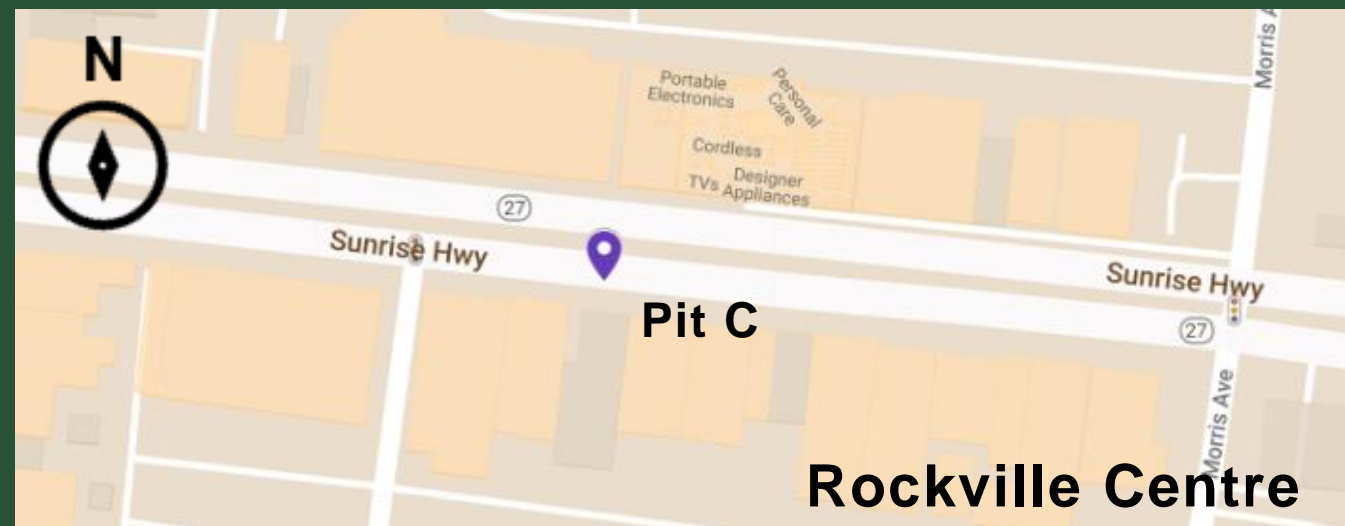 N
Morris A
Portable
Electronics
Personal
Care
Cordless
Designer
TVs Appliances
27
Sunrise Hwy
Sunrise Hwy
Pit C
27
Morris Ave
Rockville Centre